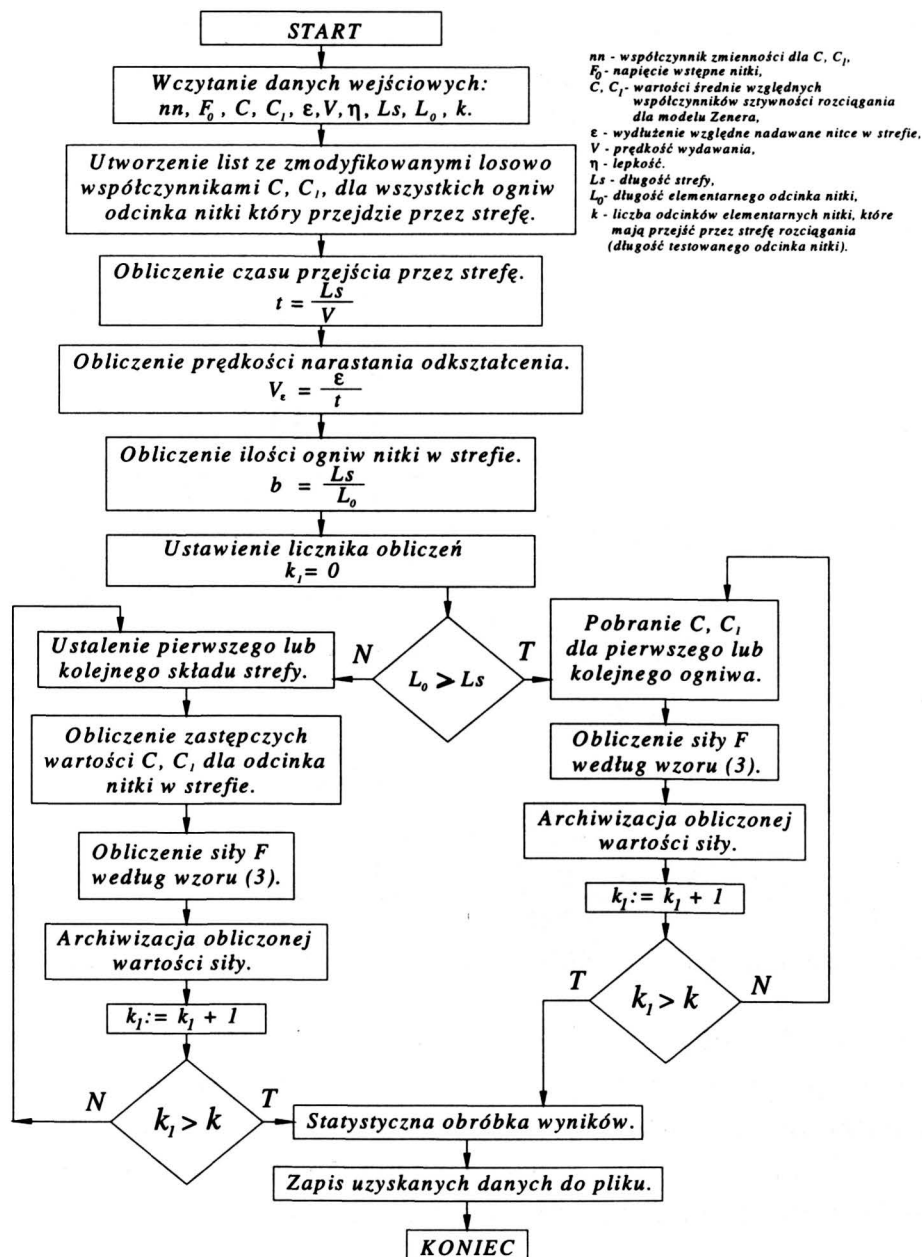 START
nn - współczynnik zmienności dla C, C₁,
F₀ - napięcie wstępne nitki,
C, C₁ - wartości średnie względnych
współczynników sztywności rozciągania
dla modelu Zenera,
ε - wydłużenie względne nadawane nitce w strefie,
V - prędkość wydawania,
η - lepkość.
Ls - długość strefy,
L₀ - długość elementarnego odcinka nitki,
k - liczba odcinków elementarnych nitki, które
mają przejść przez strefę rozciągania
(długość testowanego odcinka nitki).
Wczytanie danych wejściowych:
nn, F₀ , C, C₁, ε,V, η, Ls, L₀ , k.
Utworzenie list ze zmodyfikowanymi losowo
współczynnikami C, C₁, dla wszystkich ogniw
odcinka nitki który przejdzie przez strefę.
Obliczenie czasu przejścia przez strefę.
t = Ls / V
Obliczenie prędkości narastania odkształcenia.
Vε = ε / t
Obliczenie ilości ogniw nitki w strefie.
b = Ls / L₀
Ustawienie licznika obliczeń
k₁ = 0
L₀ > Ls
N
T
Ustalenie pierwszego lub
kolejnego składu strefy.
Obliczenie zastępczych
wartości C, C₁ dla odcinka
nitki w strefie.
Obliczenie siły F
według wzoru (3).
Archiwizacja obliczonej
wartości siły.
k₁:= k₁ + 1
k₁ > k
N
T
Pobranie C, C₁
dla pierwszego lub
kolejnego ogniwa.
Obliczenie siły F
według wzoru (3).
Archiwizacja obliczonej
wartości siły.
k₁:= k₁ + 1
k₁ > k
T
N
Statystyczna obróbka wyników.
Zapis uzyskanych danych do pliku.
KONIEC